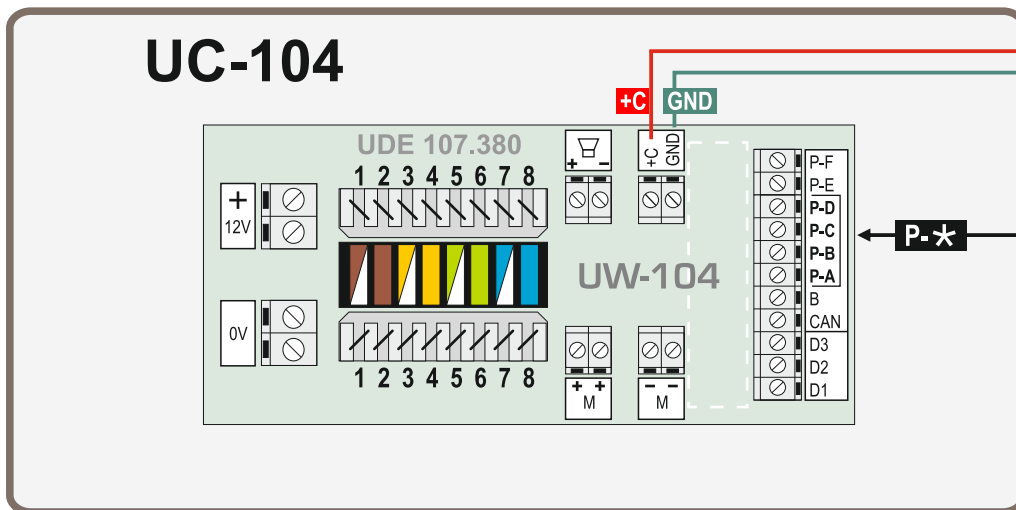 UC-104
+C GND
UDE 107.380
1 2 3 4 5 6 7 8
+ -
+C
GND
+
12V
0V
UW-104
1 2 3 4 5 6 7 8
+ +
M
- -
M
P-F
P-E
P-D
P-C
P-B
P-A
B
CAN
D3
D2
D1
P-*